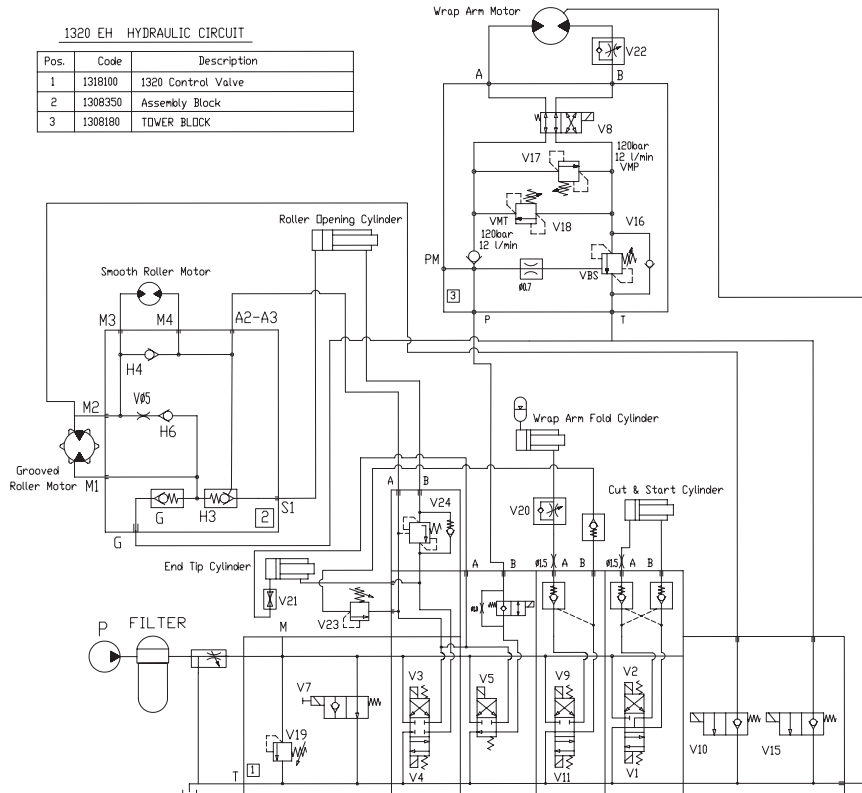 1320 EH HYDRAULIC CIRCUIT
Pos. Code Description
1 1318100 1320 Control Valve
2 1308350 Assembly Block
3 1308180 TOWER BLOCK
Wrap Arm Motor
V22
A B
V8
V17
120bar
12 l/min
VMP
VMT V18 V16
120bar
12 l/min
PM
VBS
Ø0.7
3
P T
Roller Opening Cylinder
Smooth Roller Motor
M3 M4 A2-A3
H4
M2 VØ5
H6
Grooved
Roller Motor
M1
G H3 2 S1
G
Wrap Arm Fold Cylinder
Cut & Start Cylinder
A B
V24
V20
End Tip Cylinder
A B Ø1.5 A B Ø1.5 A B
V21
V23
P FILTER
M
V7
V3 V5 V9 V2
V19
V10 V15
T 1 V4 V11 V1